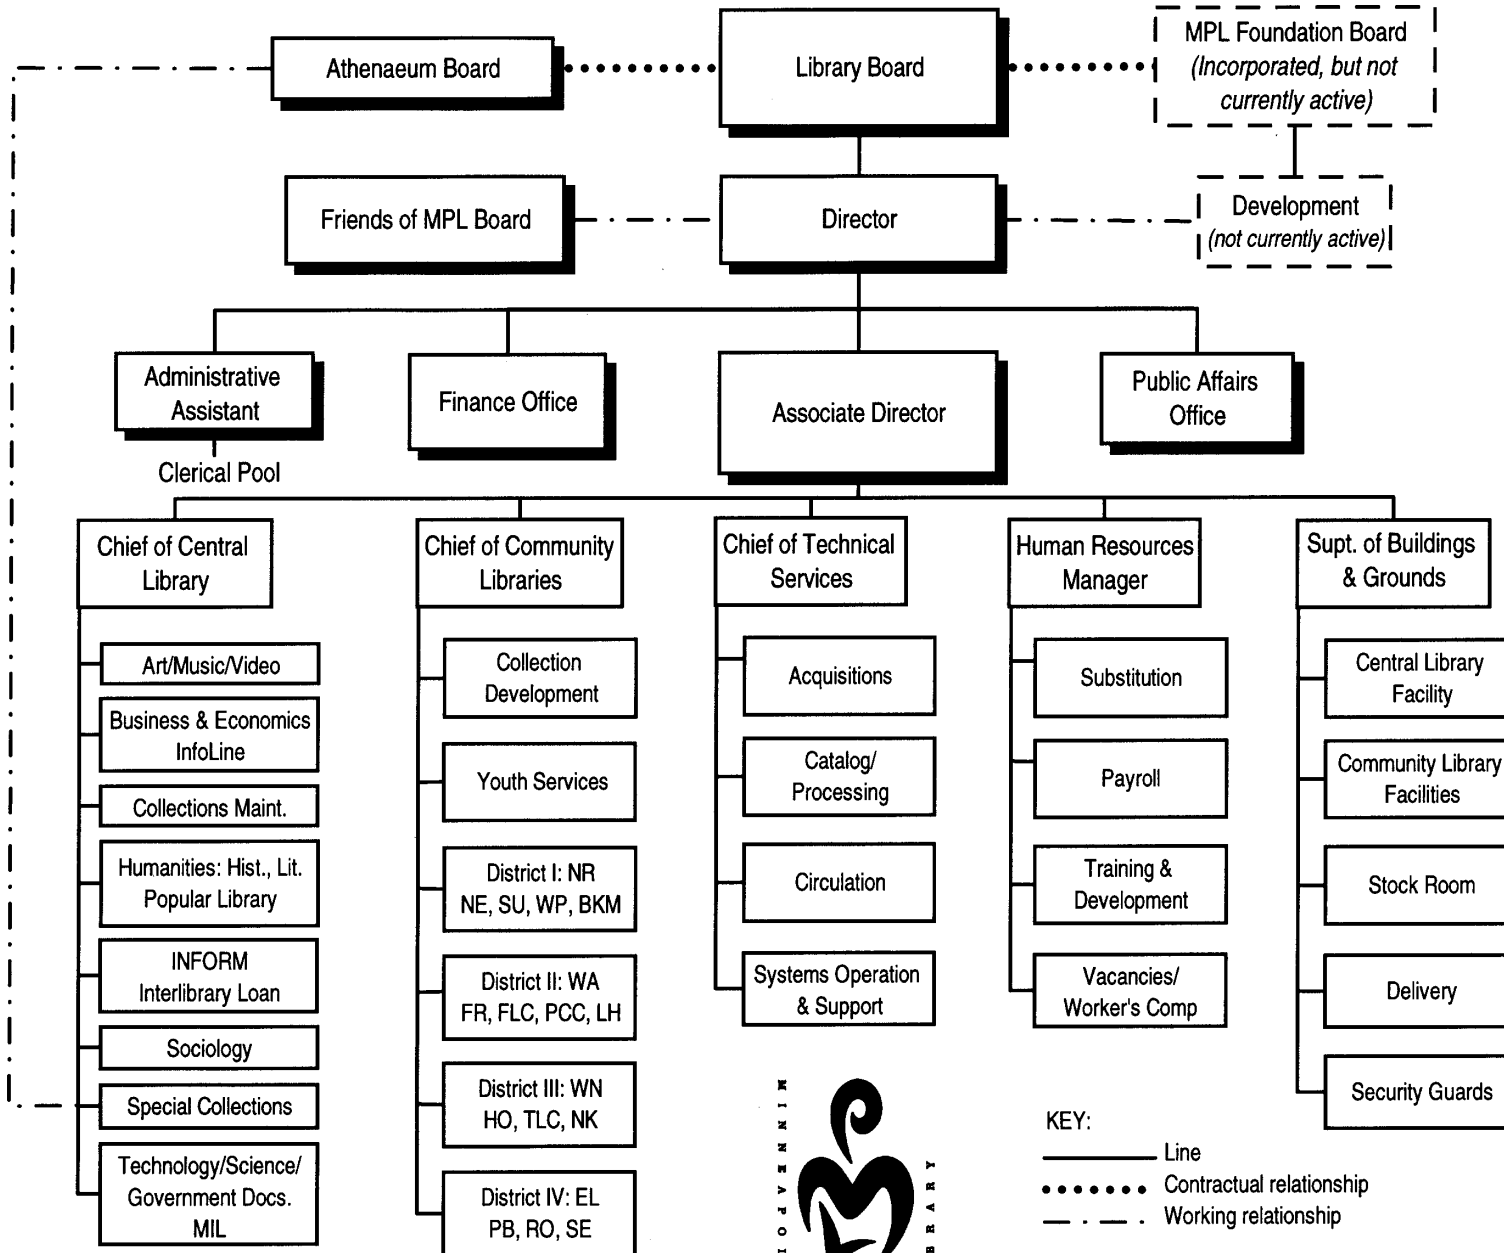 Athenaeum Board
Library Board
MPL Foundation Board
(Incorporated, but not
currently active)
Friends of MPL Board
Director
Development
(not currently active)
Administrative
Assistant
Clerical Pool
Finance Office
Associate Director
Public Affairs
Office
Chief of Central
Library
Art/Music/Video
Business & Economics
InfoLine
Collections Maint.
Humanities: Hist., Lit.
Popular Library
INFORM
Interlibrary Loan
Sociology
Special Collections
Technology/Science/
Government Docs.
MIL
Chief of Community
Libraries
Collection
Development
Youth Services
District I: NR
NE, SU, WP, BKM
District II: WA
FR, FLC, PCC, LH
District III: WN
HO, TLC, NK
District IV: EL
PB, RO, SE
Chief of Technical
Services
Acquisitions
Catalog/
Processing
Circulation
Systems Operation
& Support
Human Resources
Manager
Substitution
Payroll
Training &
Development
Vacancies/
Worker's Comp
Supt. of Buildings
& Grounds
Central Library
Facility
Community Library
Facilities
Stock Room
Delivery
Security Guards
KEY:
Line
Contractual relationship
Working relationship